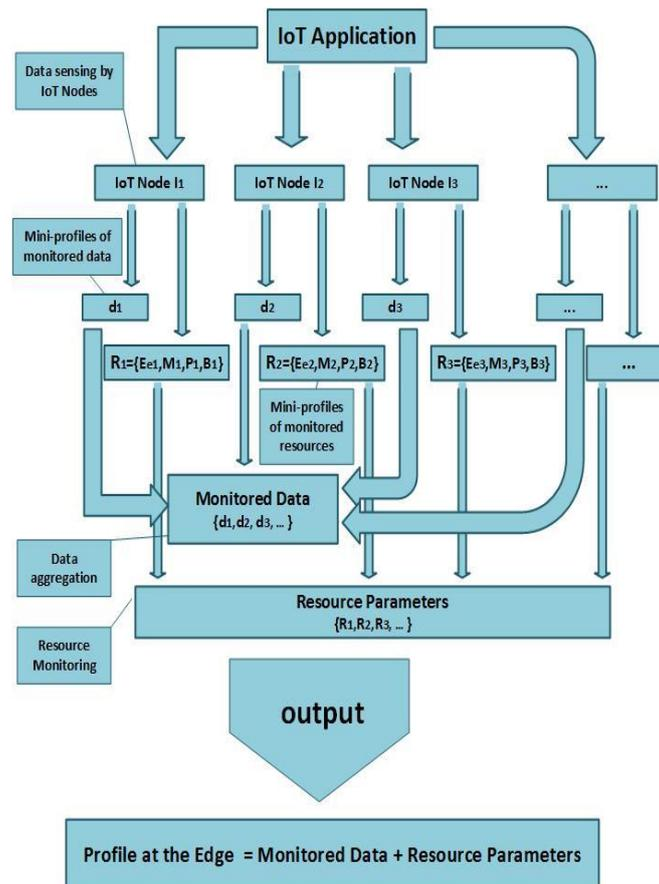 IoT Application
Data sensing by
IoT Nodes
IoT Node I1
IoT Node I2
IoT Node I3
...
Mini-profiles of
monitored data
d1
d2
d3
...
R1={Ee1,M1,P1,B1}
R2={Ee2,M2,P2,B2}
R3={Ee3,M3,P3,B3}
...
Mini-profiles
of monitored
resources
Monitored Data
{d1,d2, d3, ... }
Data
aggregation
Resource Parameters
{R1,R2,R3, ... }
Resource
Monitoring
output
Profile at the Edge = Monitored Data + Resource Parameters